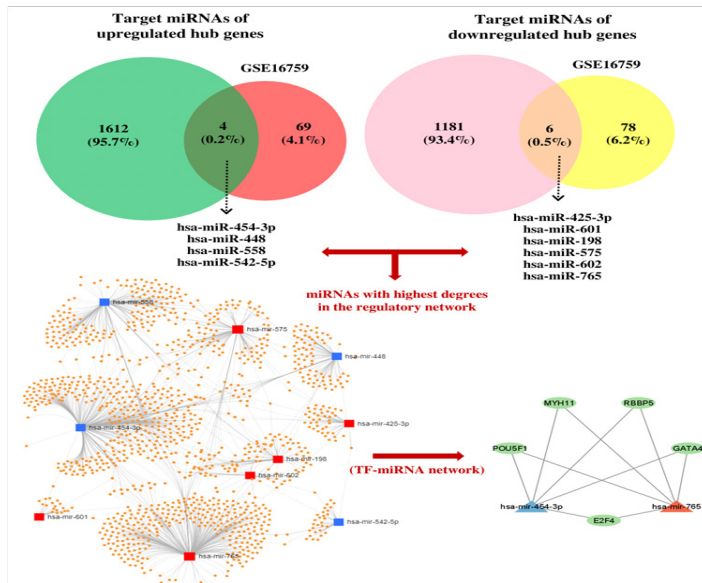 Target miRNAs of
upregulated hub genes
GSE16759
1612
(95.7%)
4
(0.2%)
69
(4.1%)
hsa-miR-454-3p
hsa-miR-448
hsa-miR-558
hsa-miR-542-5p
Target miRNAs of
downregulated hub genes
GSE16759
1181
(93.4%)
6
(0.5%)
78
(6.2%)
hsa-miR-425-3p
hsa-miR-601
hsa-miR-198
hsa-miR-575
hsa-miR-602
hsa-miR-765
miRNAs with highest degrees
in the regulatory network
hsa-mir-558
hsa-mir-575
hsa-mir-448
hsa-mir-454-3p
hsa-mir-425-3p
hsa-mir-198
hsa-mir-602
hsa-mir-601
hsa-mir-542-5p
hsa-mir-765
(TF-miRNA network)
MYH11
RBBP5
POU5F1
GATA4
hsa-mir-454-3p
hsa-mir-765
E2F4